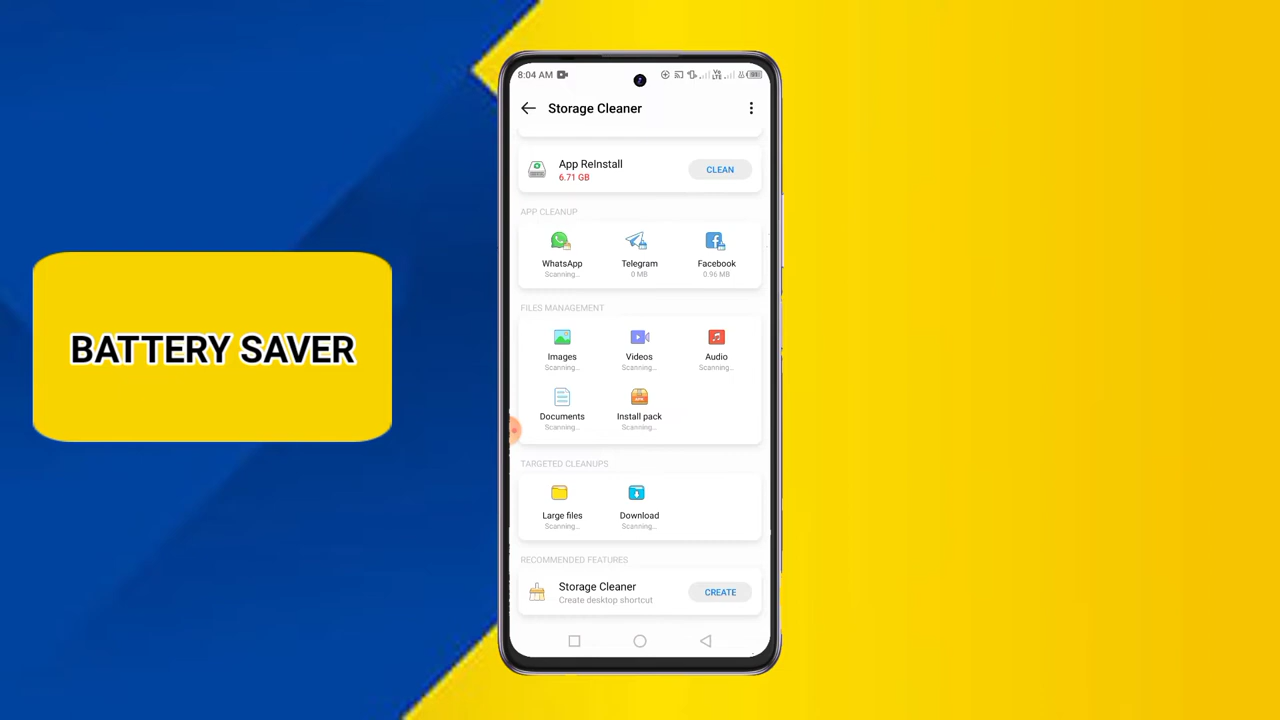 BATTERY SAVER
8:04 AM
Storage Cleaner
App ReInstall
6.71 GB
CLEAN
APP CLEANUP
WhatsApp
Telegram
Facebook
Scanning...
0 MB
0.96 MB
FILES MANAGEMENT
Images
Videos
Audio
Scanning...
Scanning...
Scanning...
Documents
Install pack
Scanning...
Scanning...
TARGETED CLEANUPS
Large files
Download
Scanning...
Scanning...
RECOMMENDED FEATURES
Storage Cleaner
Create desktop shortcut
CREATE